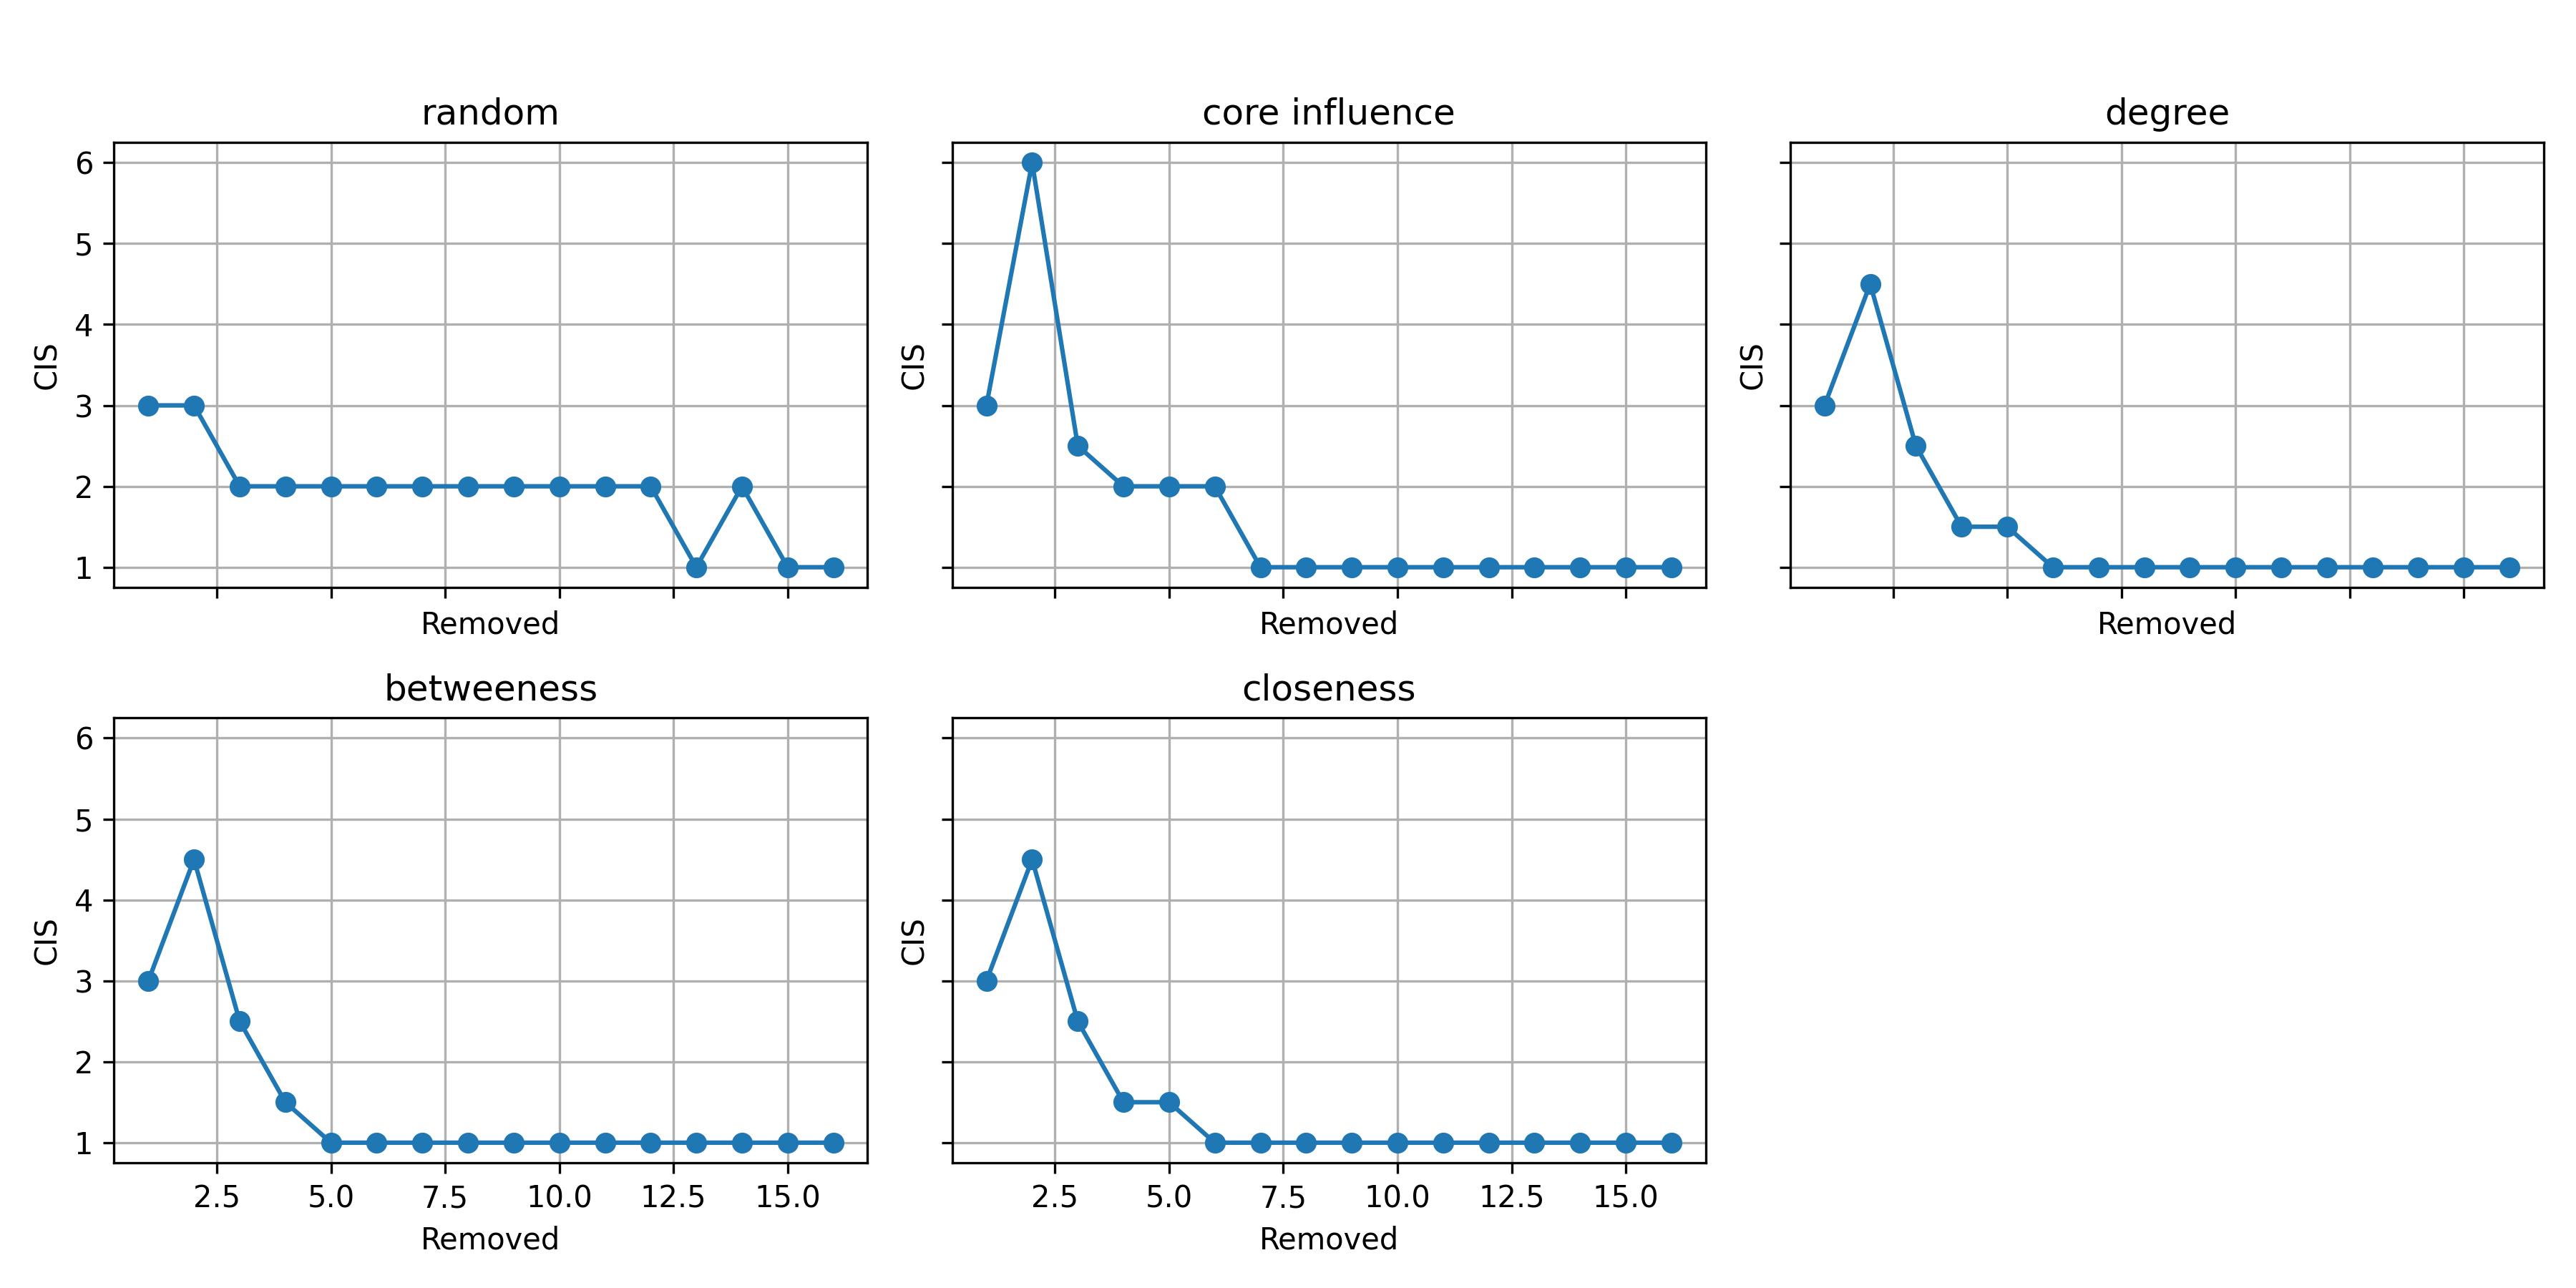 random
6
5
4
3
2
1
CIS
Removed
core influence
CIS
Removed
degree
CIS
Removed
betweeness
6
5
4
3
2
1
CIS
2.5 5.0 7.5 10.0 12.5 15.0
Removed
closeness
CIS
2.5 5.0 7.5 10.0 12.5 15.0
Removed